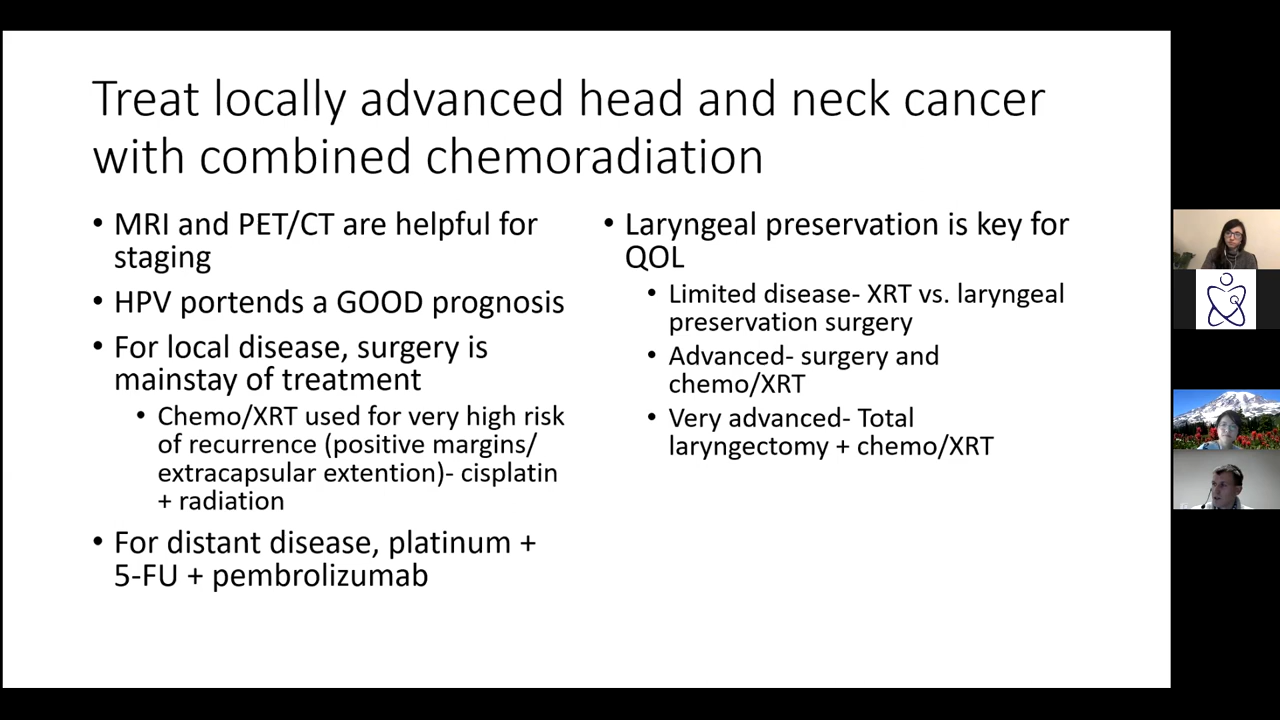 Treat locally advanced head and neck cancer
with combined chemoradiation
• MRI and PET/CT are helpful for
staging
• HPV portends a GOOD prognosis
• For local disease, surgery is
mainstay of treatment
• Chemo/XRT used for very high risk
of recurrence (positive margins/
extracapsular extention)- cisplatin
+ radiation
• For distant disease, platinum +
5-FU + pembrolizumab
• Laryngeal preservation is key for
QOL
• Limited disease- XRT vs. laryngeal
preservation surgery
• Advanced- surgery and
chemo/XRT
• Very advanced- Total
laryngectomy + chemo/XRT